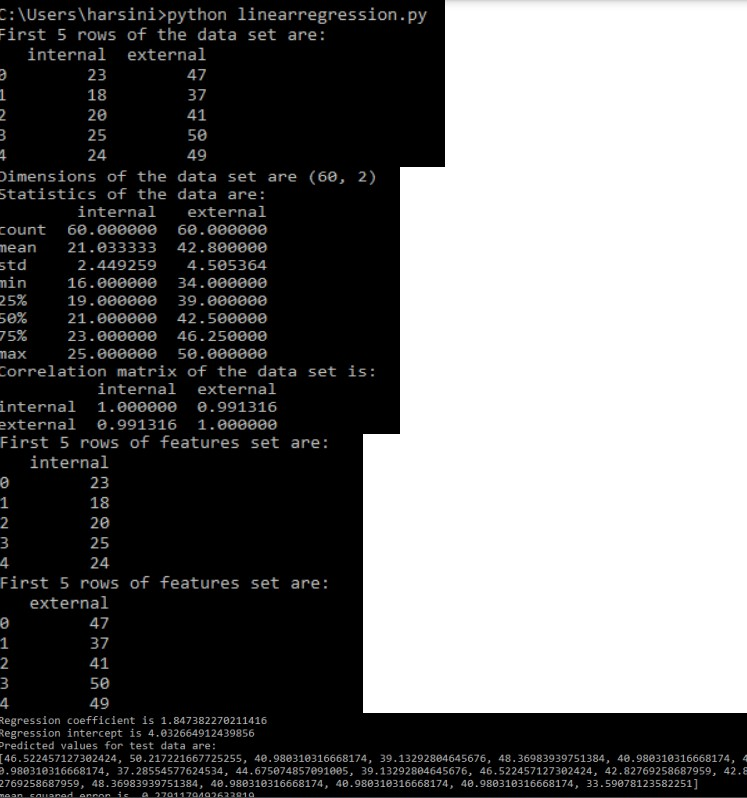 C:\Users\harsini>python linearregression.py
First 5 rows of the data set are:
internal external
0 23 47
1 18 37
2 20 41
3 25 50
4 24 49
Dimensions of the data set are (60, 2)
Statistics of the data are:
internal external
count 60.000000 60.000000
mean 21.033333 42.800000
std 2.449259 4.505364
min 16.000000 34.000000
25% 19.000000 39.000000
50% 21.000000 42.500000
75% 23.000000 46.250000
max 25.000000 50.000000
Correlation matrix of the data set is:
internal external
internal 1.000000 0.991316
external 0.991316 1.000000
First 5 rows of features set are:
internal
0 23
1 18
2 20
3 25
4 24
First 5 rows of features set are:
external
0 47
1 37
2 41
3 50
4 49
Regression coefficient is 1.847382270211416
Regression intercept is 4.032664912439856
Predicted values for test data are:
[46.522457127302424, 50.217221667725255, 40.980310316668174, 39.13292804645676, 48.36983939751384, 40.980310316668174, 4
0.980310316668174, 37.28554577624534, 44.675074857091005, 39.13292804645676, 46.522457127302424, 42.82769258687959, 42.8
2769258687959, 48.36983939751384, 40.980310316668174, 40.980310316668174, 40.980310316668174, 33.59078123582251]
mean squared error is 0.2791179492633819